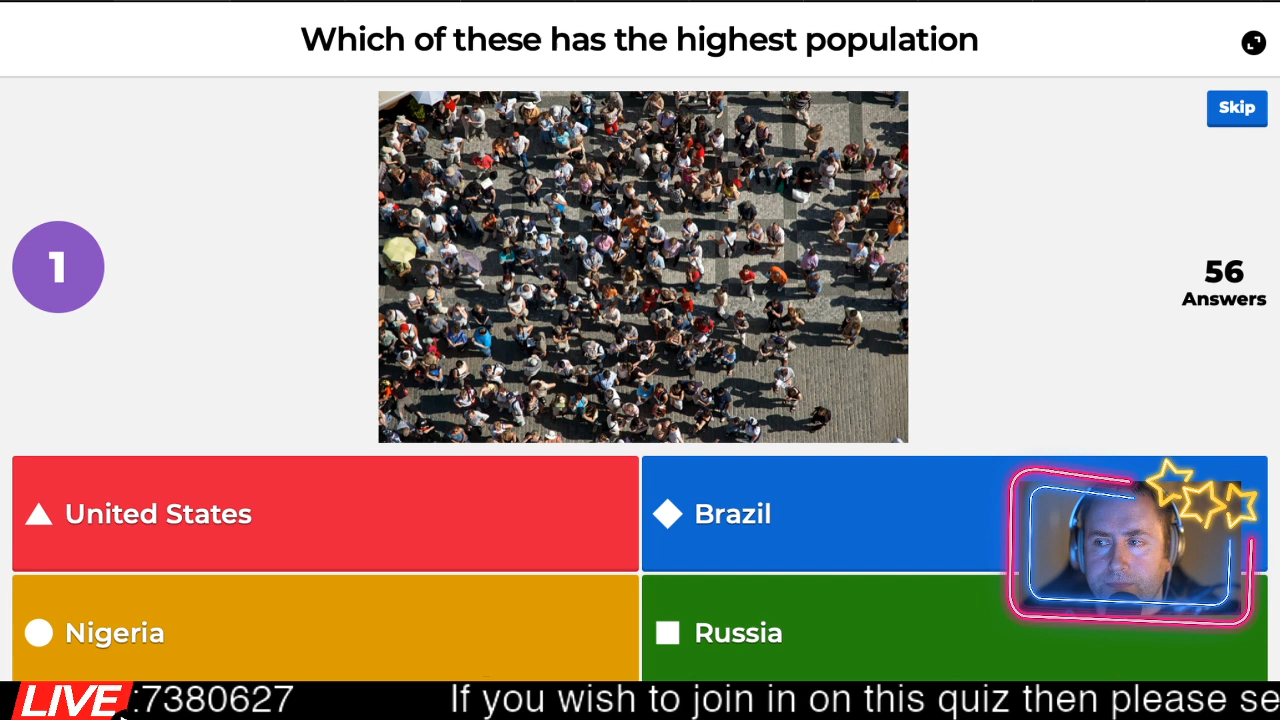 Which of these has the highest population
Skip
1
56
Answers
United States
Brazil
Nigeria
Russia
LIVE :7380627 If you wish to join in on this quiz then please se